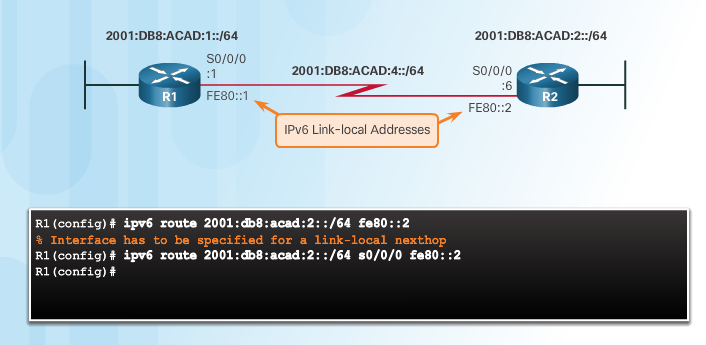 2001:DB8:ACAD:1::/64
2001:DB8:ACAD:2::/64
S0/0/0
:1
2001:DB8:ACAD:4::/64
S0/0/0
:6
R1
FE80::1
R2
FE80::2
IPv6 Link-local Addresses
R1(config)# ipv6 route 2001:db8:acad:2::/64 fe80::2
% Interface has to be specified for a link-local nexthop
R1(config)# ipv6 route 2001:db8:acad:2::/64 s0/0/0 fe80::2
R1(config)#